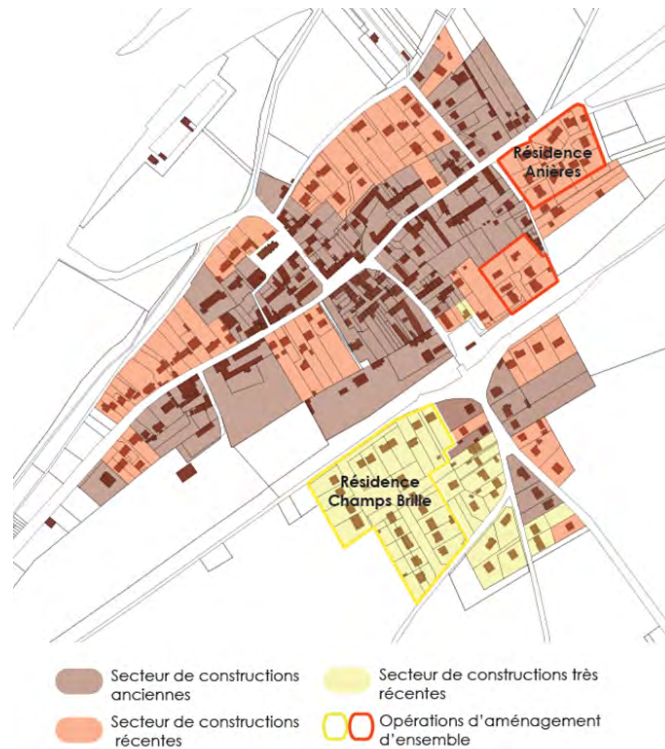 Résidence
Anières
Résidence
Champs Brille
Secteur de constructions
anciennes
Secteur de constructions
récentes
Secteur de constructions très
récentes
Opérations d'aménagement
d'ensemble